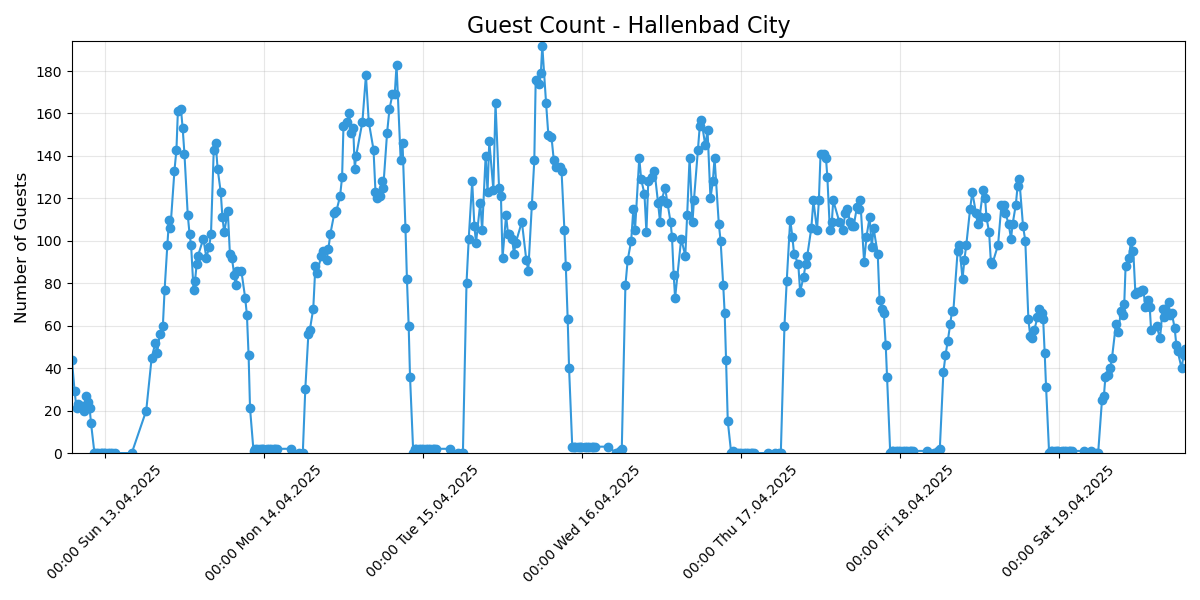 Guest Count - Hallenbad City
Number of Guests
180
160
140
120
100
80
60
40
20
0
00:00 Sun 13.04.2025
00:00 Mon 14.04.2025
00:00 Tue 15.04.2025
00:00 Wed 16.04.2025
00:00 Thu 17.04.2025
00:00 Fri 18.04.2025
00:00 Sat 19.04.2025